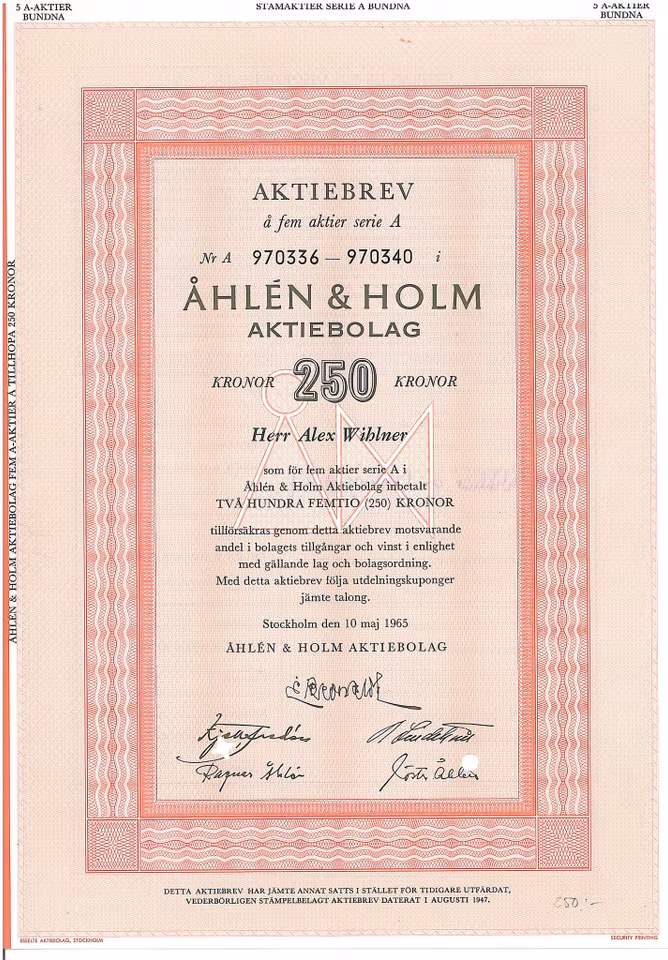 5 A-AKTIER
BUNDNA
STAMAKTIER SERIE A BUNDNA
5 A-AKTIER
BUNDNA
AKTIEBREV
å fem aktier serie A
Nr A 970336 — 970340 i
ÅHLÉN & HOLM
AKTIEBOLAG
KRONOR 250 KRONOR
Herr Alex Wihlner
som för fem aktier serie A i
Åhlén & Holm Aktiebolag inbetalt
TVÅ HUNDRA FEMTIO (250) KRONOR
tillförsäkras genom detta aktiebrev motsvarande
andel i bolagets tillgångar och vinst i enlighet
med gällande lag och bolagsordning.
Med detta aktiebrev följa utdelningskuponger
jämte talong.
Stockholm den 10 maj 1965
ÅHLÉN & HOLM AKTIEBOLAG
Ragnar Åhlén
Gösta Åhlén
DETTA AKTIEBREV HAR JÄMTE ANNAT SATTS I STÄLLET FÖR TIDIGARE UTFÄRDAT,
VEDERBÖRLIGEN STÄMPELBELAGT AKTIEBREV DATERAT I AUGUSTI 1947.
250:-
ESSELTE AKTIEBOLAG, STOCKHOLM
SECURITY PRINTING
ÅHLÉN & HOLM AKTIEBOLAG FEM A-AKTIER Å TILLHOPA 250 KRONOR